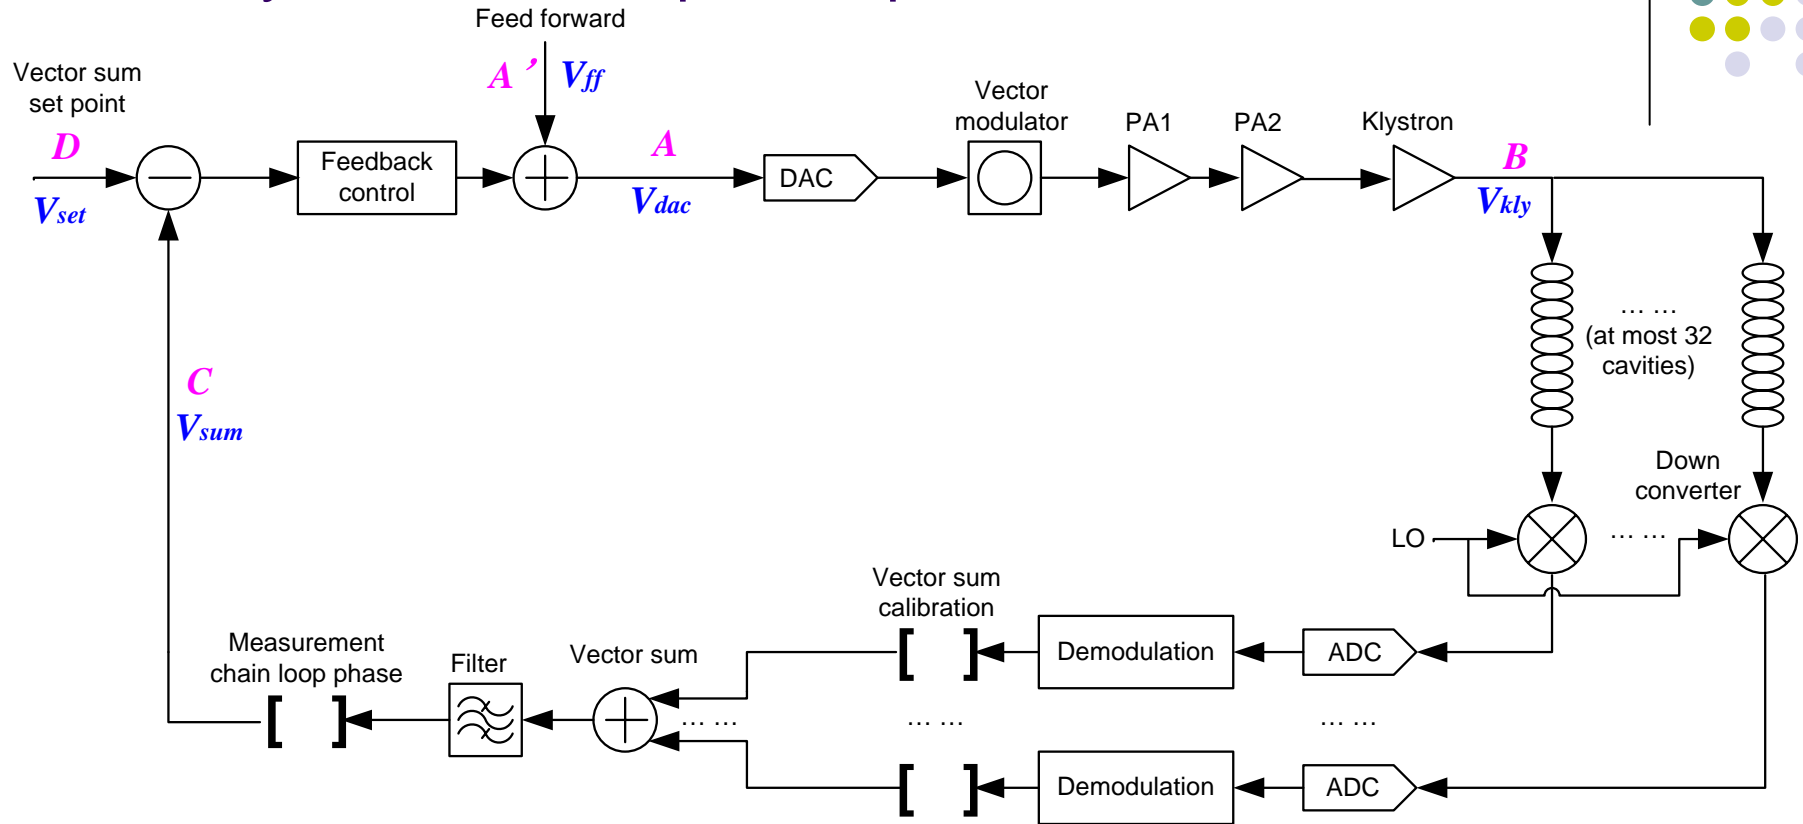 Feed forward
A ’ Vff
Vector sum
set point
D
Vset
Feedback
control
A
Vdac
DAC
Vector
modulator
PA1
PA2
Klystron
B
Vkly
… …
(at most 32
cavities)
C
Vsum
Down
converter
LO
… …
Vector sum
calibration
[ ]
Demodulation
ADC
Measurement
chain loop phase
[ ]
Filter
Vector sum
… …
… …
… …
[ ]
Demodulation
ADC